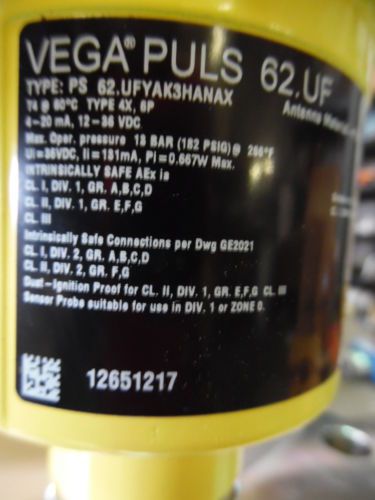 VEGA® PULS 62.UF
TYPE: PS 62.UFYAK3HANAX
T4 @ 60°C TYPE 4X, 6P
Antenna
4-20 mA, 12-36 VDC
Max. Oper. pressure 13 BAR (182 PSIG) @ 266°F
Ui=36VDC, Ii=131mA, Pi=0.667W Max.
INTRINSICALLY SAFE AEx ia
CL. I, DIV. 1, GR. A,B,C,D
CL. II, DIV. 1, GR. E,F,G
CL. III
Intrinsically Safe Connections per Dwg GE2021
CL. I, DIV. 2, GR. A,B,C,D
CL. II, DIV. 2, GR. F,G
Dust-Ignition Proof for CL. II, DIV. 1, GR. E,F,G CL. III
Sensor Probe suitable for use in DIV. 1 or ZONE 0.
12651217